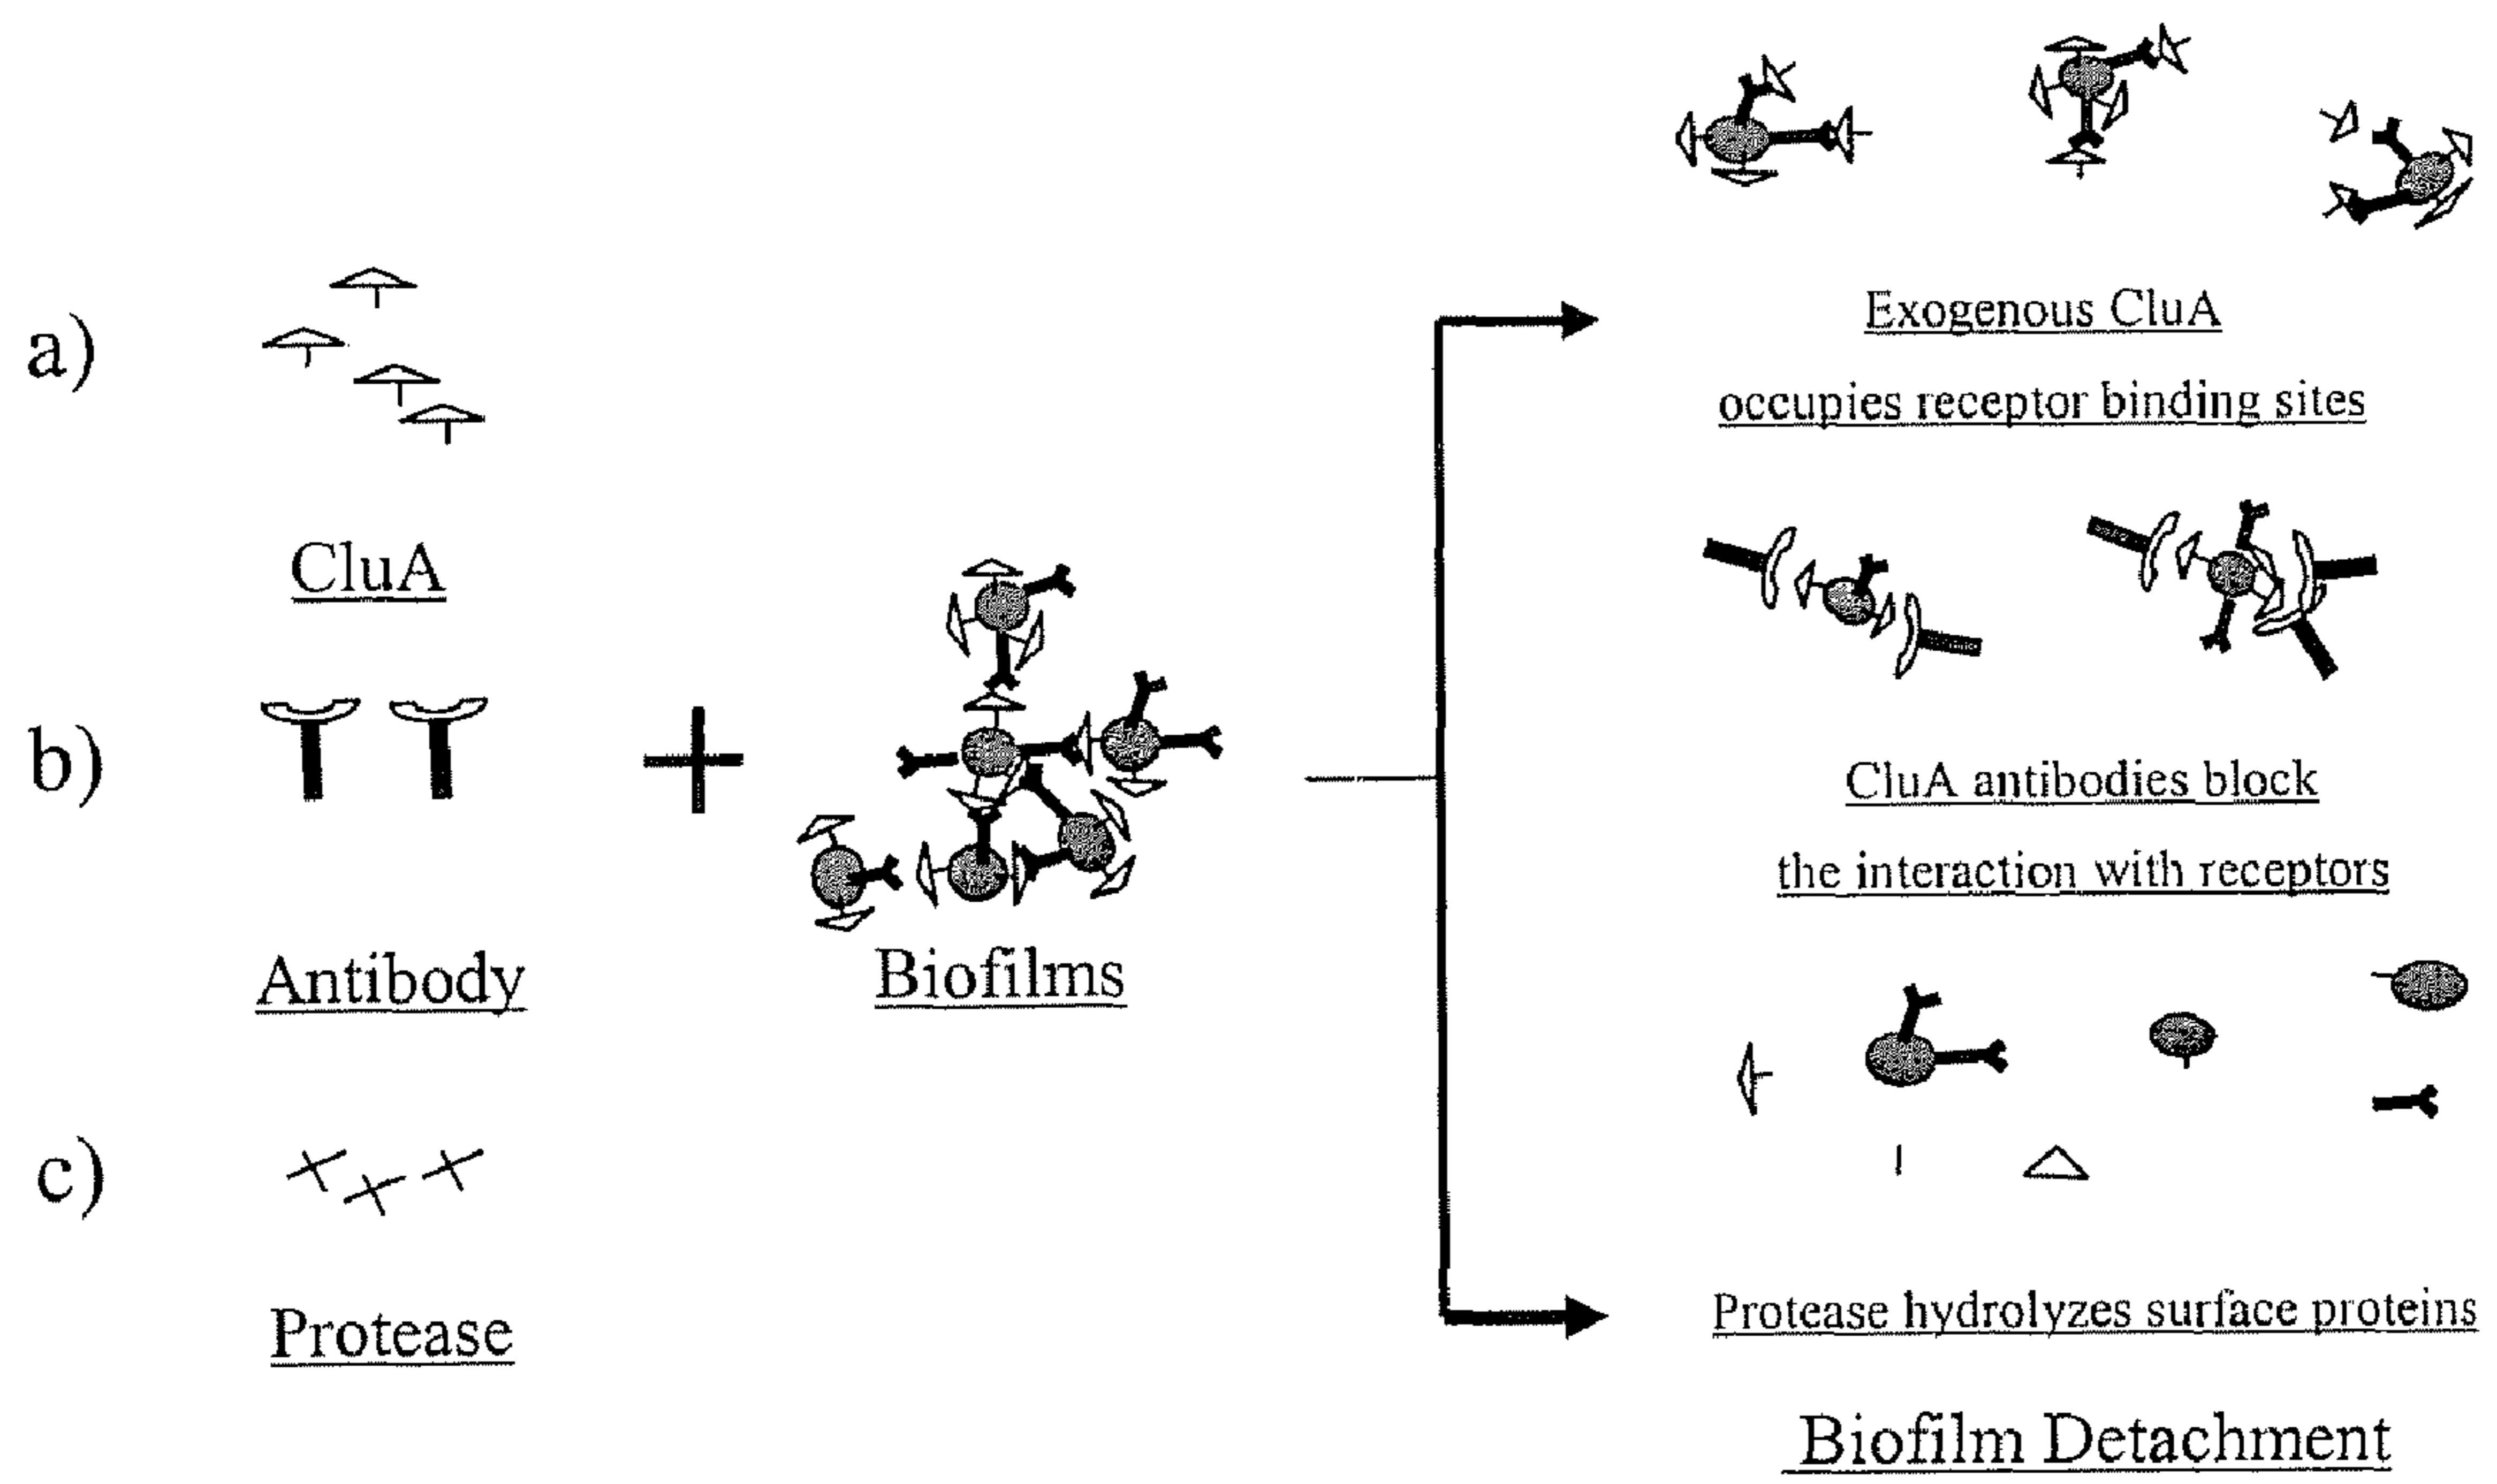 a)
CluA
b)
Antibody
c)
Protease
Biofilms
Exogenous CluA
occupies receptor binding sites
CluA antibodies block
the interaction with receptors
Protease hydrolyzes surface proteins
Biofilm Detachment